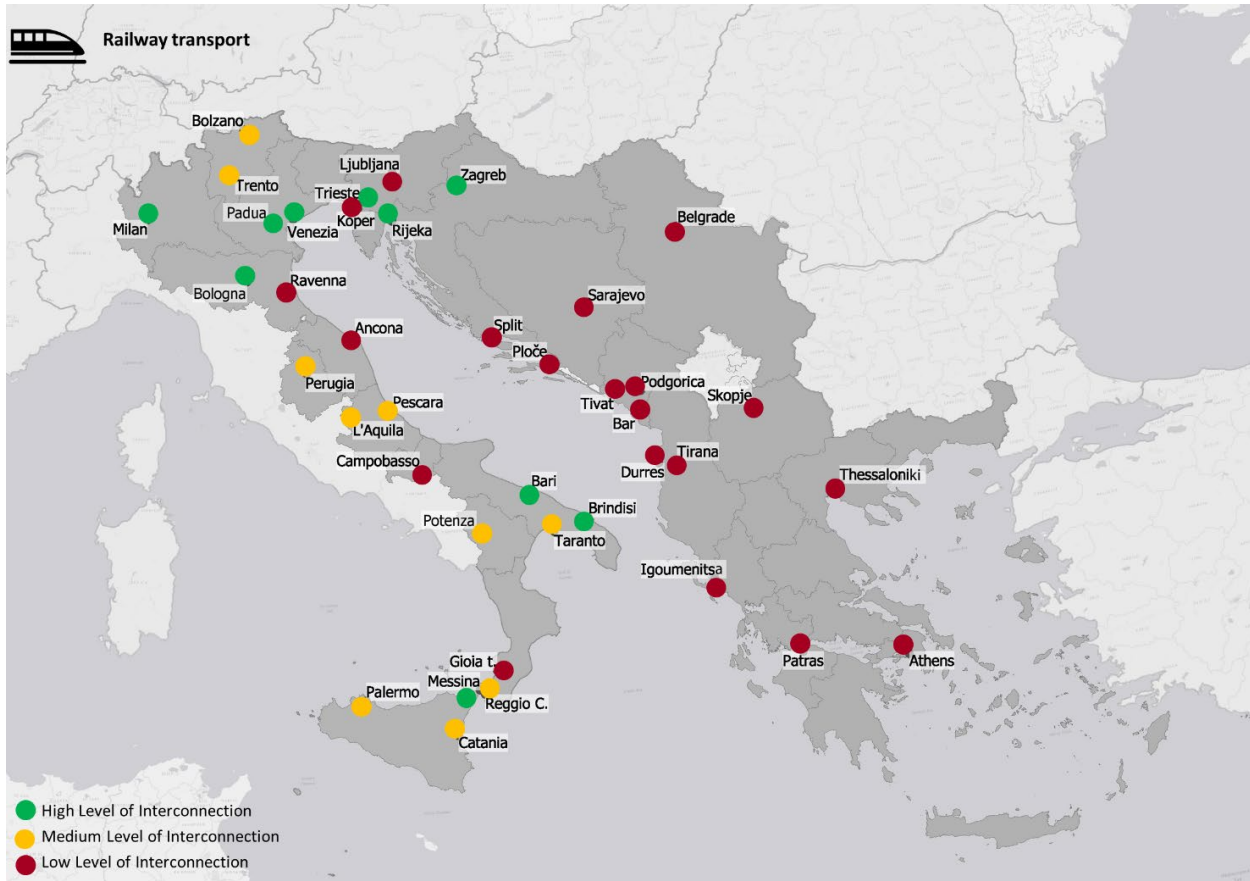 Railway transport
Bolzano
Ljubljana
Zagreb
Trento
Trieste
Padua
Koper
Milan
Venezia
Rijeka
Belgrade
Ravenna
Bologna
Sarajevo
Ancona
Split
Ploče
Perugia
Podgorica
Tivat
Skopje
Pescara
Bar
L'Aquila
Campobasso
Tirana
Durres
Thessaloniki
Bari
Brindisi
Potenza
Taranto
Igoumenitsa
Gioia t.
Patras
Athens
Messina
Palermo
Reggio C.
Catania
High Level of Interconnection
Medium Level of Interconnection
Low Level of Interconnection